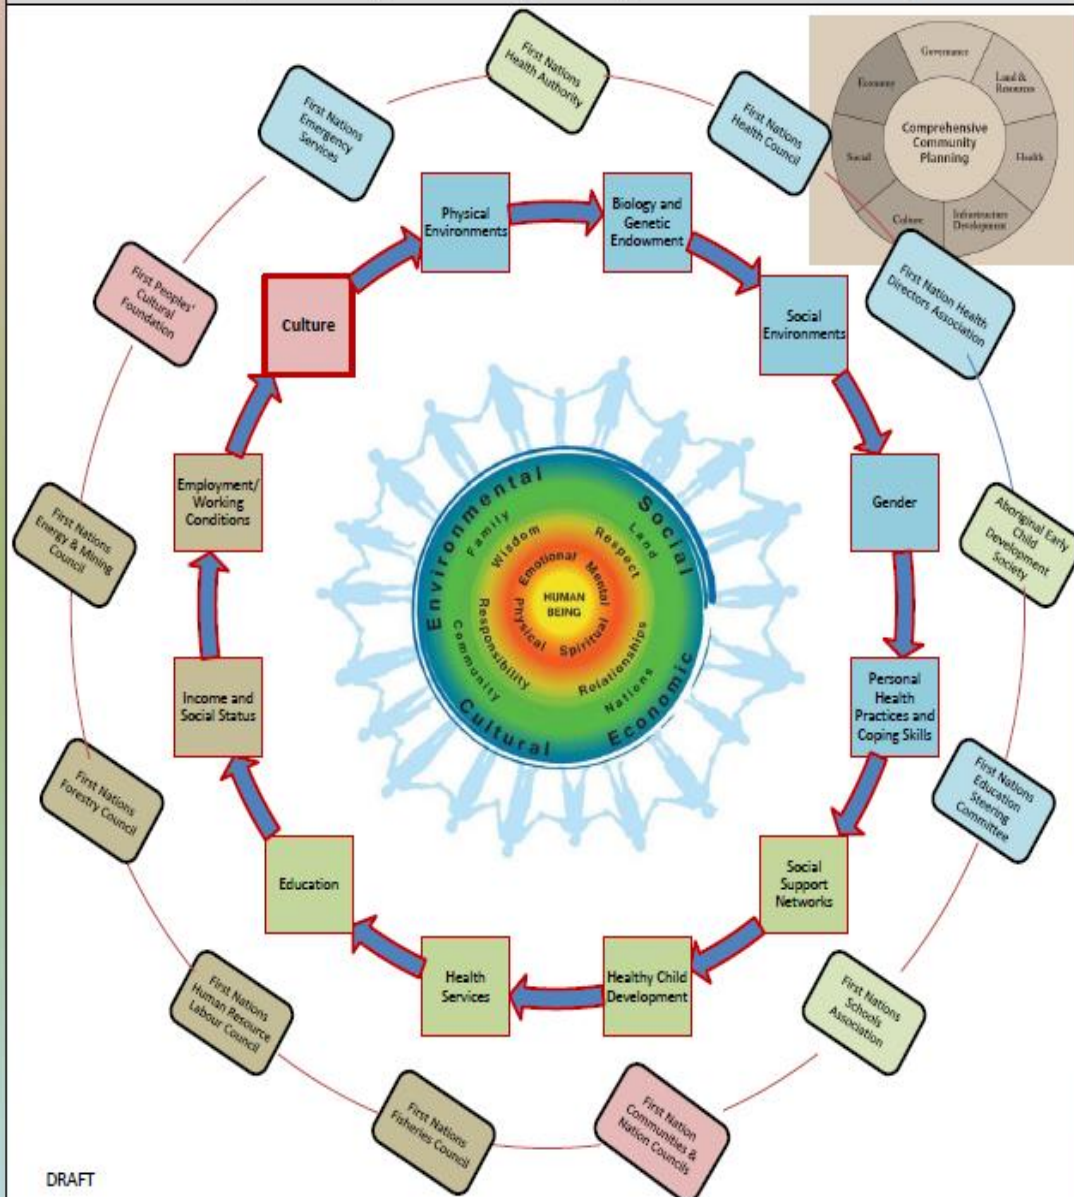 First Nations
Health Authority
First Nations
Health Council
First Nation Health
Directors Association
Aboriginal Early
Child
Development
Society
First Nations
Education
Steering
Committee
First Nations
Schools
Association
First Nation
Communities &
Nation Councils
First Nations
Fisheries Council
First Nations
Human Resource
Labour Council
First Nations
Forestry Council
First Nations
Energy & Mining
Council
First Peoples'
Cultural
Foundation
First Nations
Emergency
Services
Comprehensive
Community
Planning
Governance
Land &
Resources
Health
Infrastructure
Development
Culture
Social
Economy
Culture
Physical
Environments
Biology and
Genetic
Endowment
Social
Environments
Gender
Personal
Health
Practices and
Coping Skills
Social
Support
Networks
Healthy Child
Development
Health
Services
Education
Income and
Social Status
Employment/
Working
Conditions
Environmental
Social
Economic
Cultural
Family
Land
Nations
Community
Wisdom
Respect
Relationships
Responsibility
Emotional
Mental
Spiritual
Physical
HUMAN
BEING
DRAFT